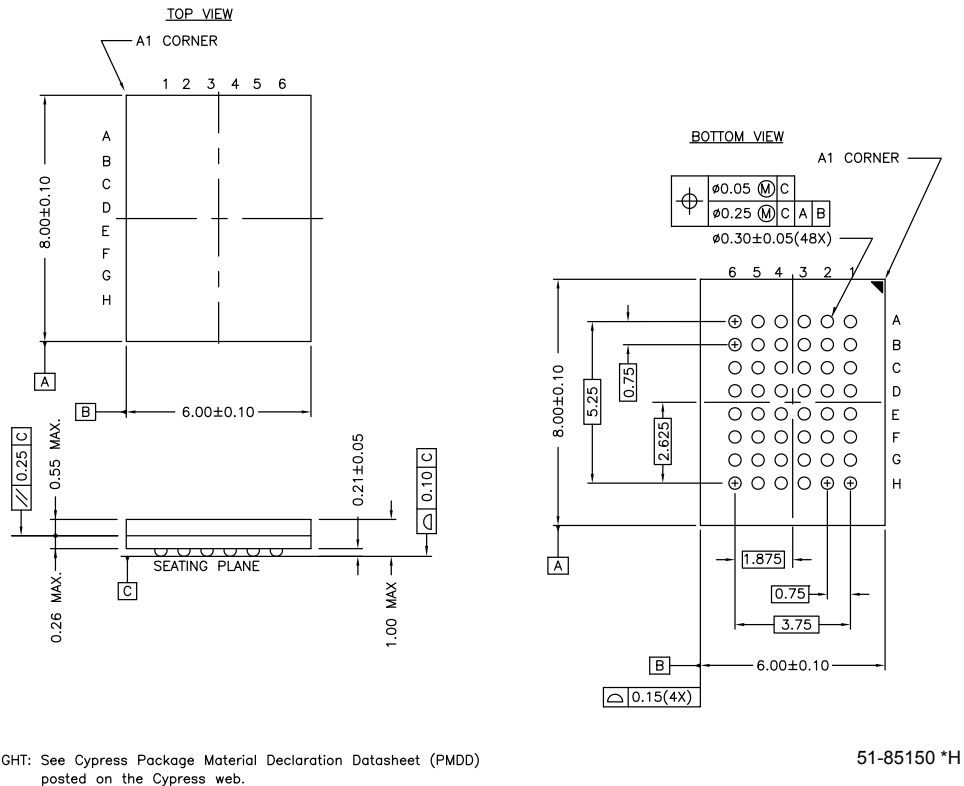 TOP VIEW
A1 CORNER
1 2 3 4 5 6
A
B
C
D
E
F
G
H
8.00±0.10
A
B
6.00±0.10
// 0.25 C
0.55 MAX.
0.21±0.05
⌓ 0.10 C
SEATING PLANE
C
0.26 MAX.
1.00 MAX
BOTTOM VIEW
A1 CORNER
⌖ ⌀0.05 Ⓜ C
⌀0.25 Ⓜ C A B
⌀0.30±0.05(48X)
6 5 4 3 2 1
A
B
C
D
E
F
G
H
8.00±0.10
5.25
0.75
2.625
A
1.875
0.75
3.75
B
6.00±0.10
⌓ 0.15(4X)
GHT: See Cypress Package Material Declaration Datasheet (PMDD)
posted on the Cypress web.
51-85150 *H